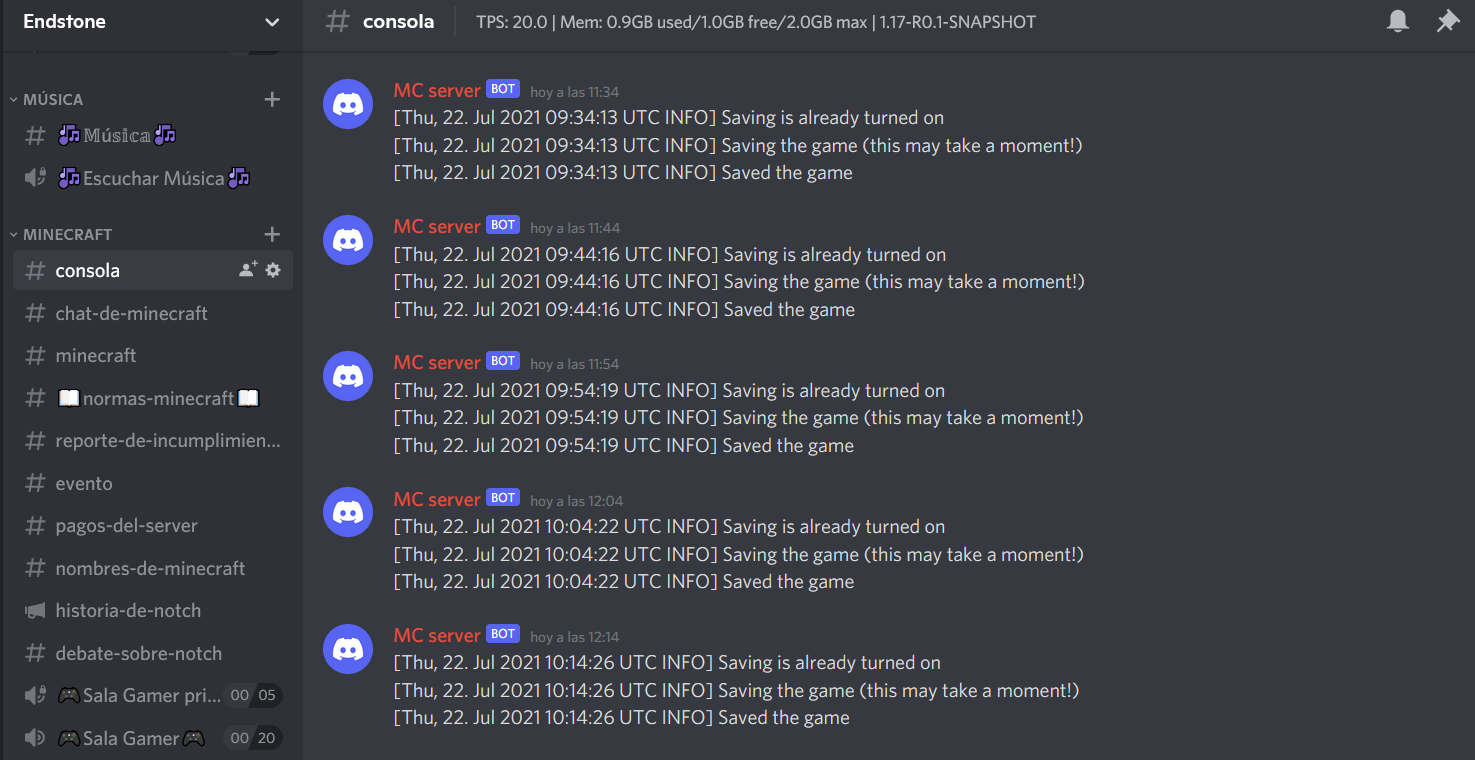 Endstone
MÚSICA
🎶𝕄ú𝕤𝕚𝕔𝕒🎶
🎶Escuchar Música🎶
MINECRAFT
consola
chat-de-minecraft
minecraft
📖normas-minecraft📖
reporte-de-incumplimien...
evento
pagos-del-server
nombres-de-minecraft
historia-de-notch
debate-sobre-notch
🎮Sala Gamer pri... 00 05
🎮Sala Gamer🎮 00 20
# consola TPS: 20.0 | Mem: 0.9GB used/1.0GB free/2.0GB max | 1.17-R0.1-SNAPSHOT
MC server BOT hoy a las 11:34
[Thu, 22. Jul 2021 09:34:13 UTC INFO] Saving is already turned on
[Thu, 22. Jul 2021 09:34:13 UTC INFO] Saving the game (this may take a moment!)
[Thu, 22. Jul 2021 09:34:13 UTC INFO] Saved the game
MC server BOT hoy a las 11:44
[Thu, 22. Jul 2021 09:44:16 UTC INFO] Saving is already turned on
[Thu, 22. Jul 2021 09:44:16 UTC INFO] Saving the game (this may take a moment!)
[Thu, 22. Jul 2021 09:44:16 UTC INFO] Saved the game
MC server BOT hoy a las 11:54
[Thu, 22. Jul 2021 09:54:19 UTC INFO] Saving is already turned on
[Thu, 22. Jul 2021 09:54:19 UTC INFO] Saving the game (this may take a moment!)
[Thu, 22. Jul 2021 09:54:19 UTC INFO] Saved the game
MC server BOT hoy a las 12:04
[Thu, 22. Jul 2021 10:04:22 UTC INFO] Saving is already turned on
[Thu, 22. Jul 2021 10:04:22 UTC INFO] Saving the game (this may take a moment!)
[Thu, 22. Jul 2021 10:04:22 UTC INFO] Saved the game
MC server BOT hoy a las 12:14
[Thu, 22. Jul 2021 10:14:26 UTC INFO] Saving is already turned on
[Thu, 22. Jul 2021 10:14:26 UTC INFO] Saving the game (this may take a moment!)
[Thu, 22. Jul 2021 10:14:26 UTC INFO] Saved the game